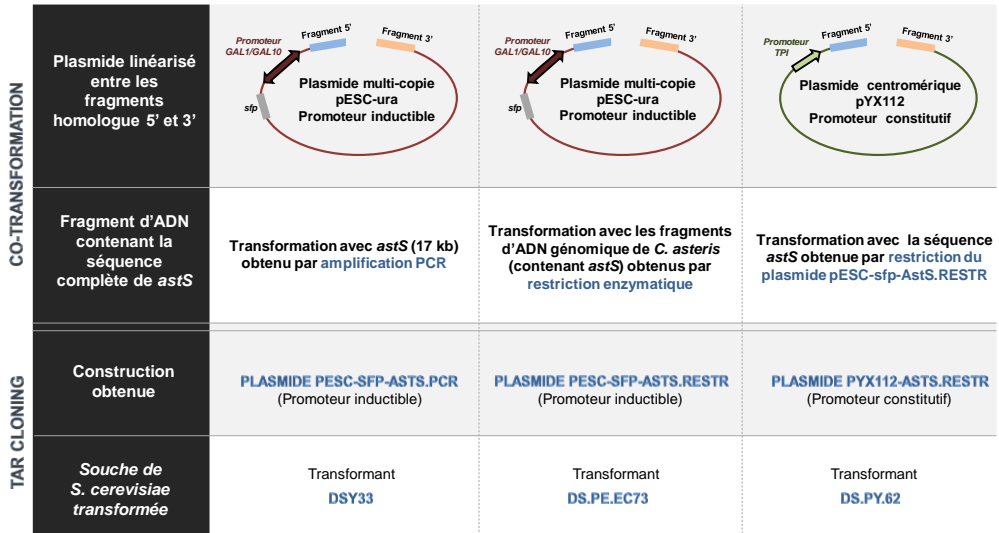 CO-TRANSFORMATION
Plasmide linéarisé
entre les
fragments
homologue 5’ et 3’
Promoteur
GAL1/GAL10
Fragment 5’
Fragment 3’
sfp
Plasmide multi-copie
pESC-ura
Promoteur inductible
Promoteur
GAL1/GAL10
Fragment 5’
Fragment 3’
sfp
Plasmide multi-copie
pESC-ura
Promoteur inductible
Promoteur
TPI
Fragment 5’
Fragment 3’
Plasmide centromérique
pYX112
Promoteur constitutif
Fragment d’ADN
contenant la
séquence
complète de astS
Transformation avec astS (17 kb)
obtenu par amplification PCR
Transformation avec les fragments
d’ADN génomique de C. asteris
(contenant astS) obtenus par
restriction enzymatique
Transformation avec la séquence
astS obtenue par restriction du
plasmide pESC-sfp-AstS.RESTR
TAR CLONING
Construction
obtenue
PLASMIDE PESC-SFP-ASTS.PCR
(Promoteur inductible)
PLASMIDE PESC-SFP-ASTS.RESTR
(Promoteur inductible)
PLASMIDE PYX112-ASTS.RESTR
(Promoteur constitutif)
Souche de
S. cerevisiae
transformée
Transformant
DSY33
Transformant
DS.PE.EC73
Transformant
DS.PY.62